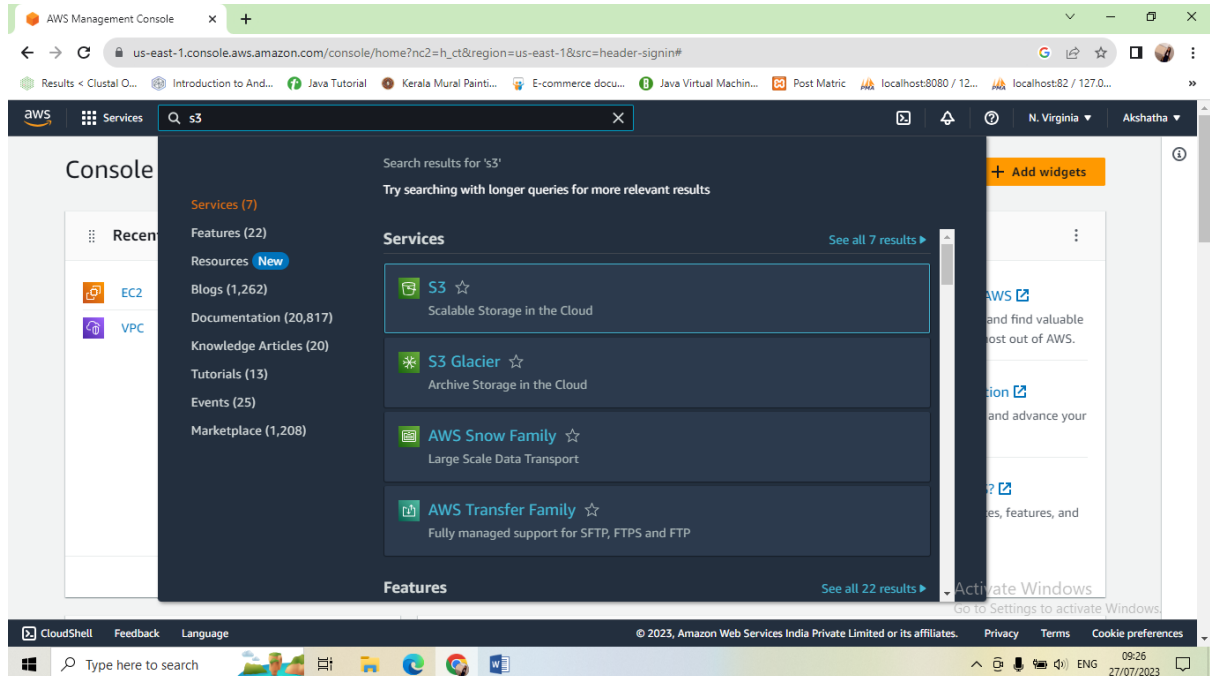 AWS Management Console
us-east-1.console.aws.amazon.com/console/home?nc2=h_ct&region=us-east-1&src=header-signin#
Results < Clustal O... Introduction to And... Java Tutorial Kerala Mural Painti... E-commerce docu... Java Virtual Machin... Post Matric localhost:8080 / 12... localhost:82 / 127.0... »
aws Services s3 N. Virginia ▼ Akshatha ▼
Console
+ Add widgets
Search results for 's3'
Try searching with longer queries for more relevant results
Services (7)
Features (22)
Resources New
Blogs (1,262)
Documentation (20,817)
Knowledge Articles (20)
Tutorials (13)
Events (25)
Marketplace (1,208)
Services See all 7 results ▶
S3
Scalable Storage in the Cloud
S3 Glacier
Archive Storage in the Cloud
AWS Snow Family
Large Scale Data Transport
AWS Transfer Family
Fully managed support for SFTP, FTPS and FTP
Features See all 22 results ▶
Recen
EC2
VPC
AWS
and find valuable
ost out of AWS.
tion
and advance your
s?
es, features, and
Activate Windows
Go to Settings to activate Windows.
CloudShell Feedback Language © 2023, Amazon Web Services India Private Limited or its affiliates. Privacy Terms Cookie preferences
Type here to search ENG 09:26
27/07/2023